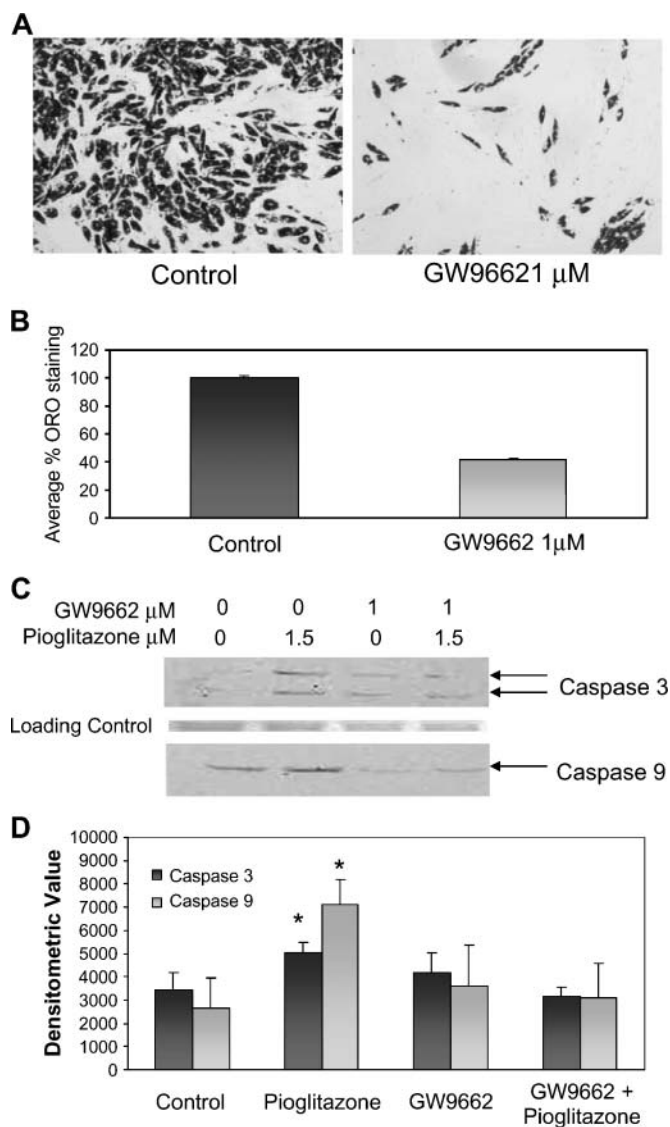 A
Control
GW96621 μM
B
Average % ORO staining
120
100
80
60
40
20
0
Control
GW9662 1μM
C
GW9662 μM 0 0 1 1
Pioglitazone μM 0 1.5 0 1.5
Caspase 3
Loading Control
Caspase 9
D
Densitometric Value
10000
9000
8000
7000
6000
5000
4000
3000
2000
1000
0
Caspase 3
Caspase 9
*
*
Control
Pioglitazone
GW9662
GW9662 +
Pioglitazone